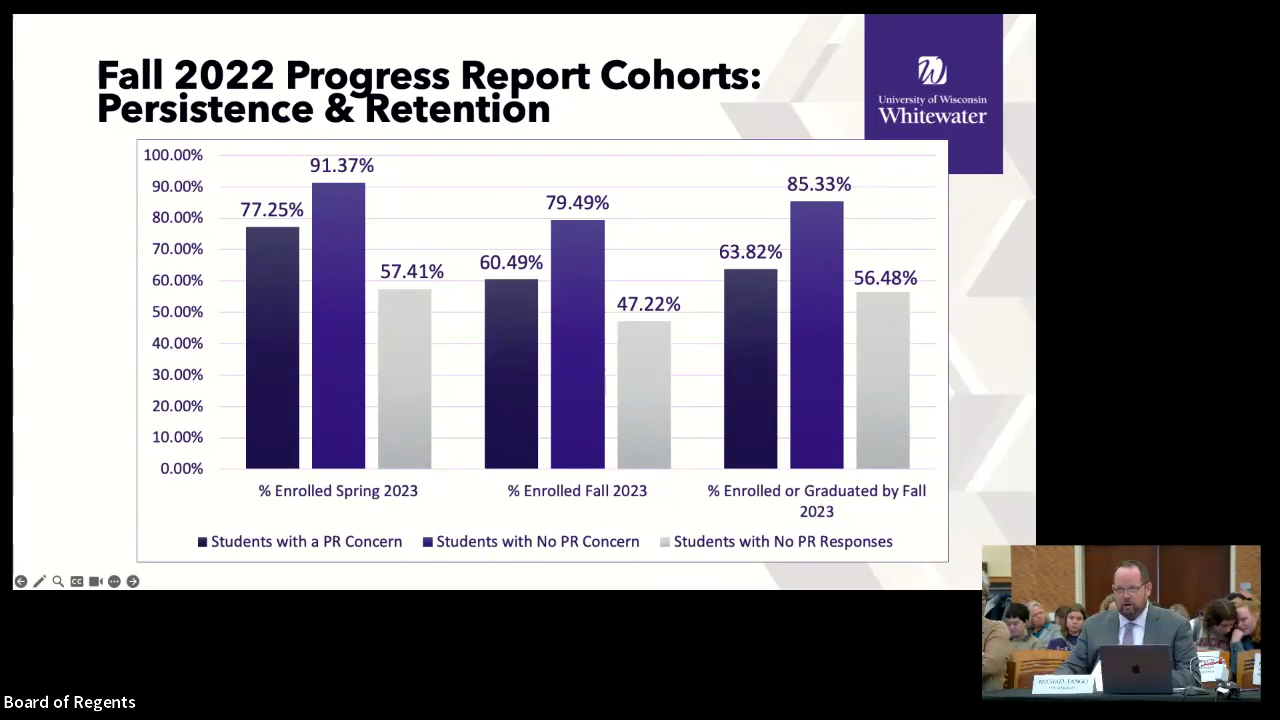 Fall 2022 Progress Report Cohorts:
Persistence & Retention
University of Wisconsin
Whitewater
100.00%
90.00%
80.00%
70.00%
60.00%
50.00%
40.00%
30.00%
20.00%
10.00%
0.00%
77.25%
91.37%
57.41%
60.49%
79.49%
47.22%
63.82%
85.33%
56.48%
% Enrolled Spring 2023
% Enrolled Fall 2023
% Enrolled or Graduated by Fall
2023
Students with a PR Concern
Students with No PR Concern
Students with No PR Responses
CC
MICHAEL LANGO
Board of Regents